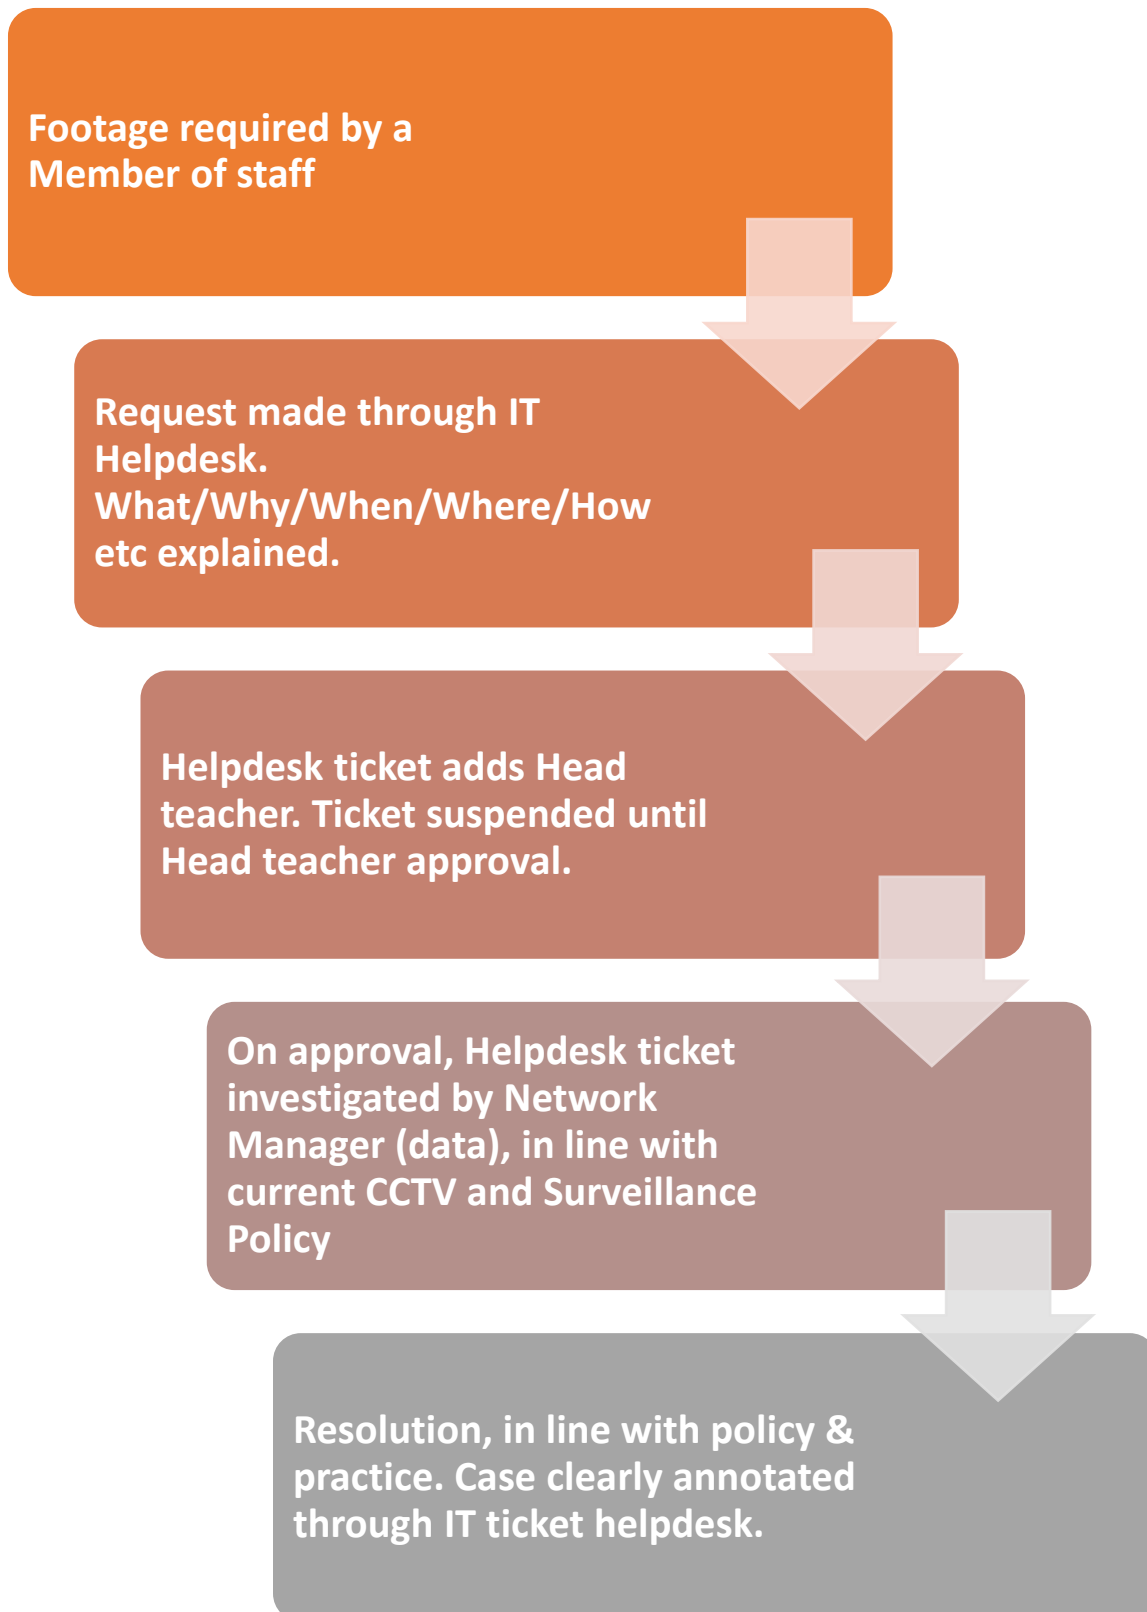 Footage required by a
Member of staff
Request made through IT
Helpdesk.
What/Why/When/Where/How
etc explained.
Helpdesk ticket adds Head
teacher. Ticket suspended until
Head teacher approval.
On approval, Helpdesk ticket
investigated by Network
Manager (data), in line with
current CCTV and Surveillance
Policy
Resolution, in line with policy &
practice. Case clearly annotated
through IT ticket helpdesk.